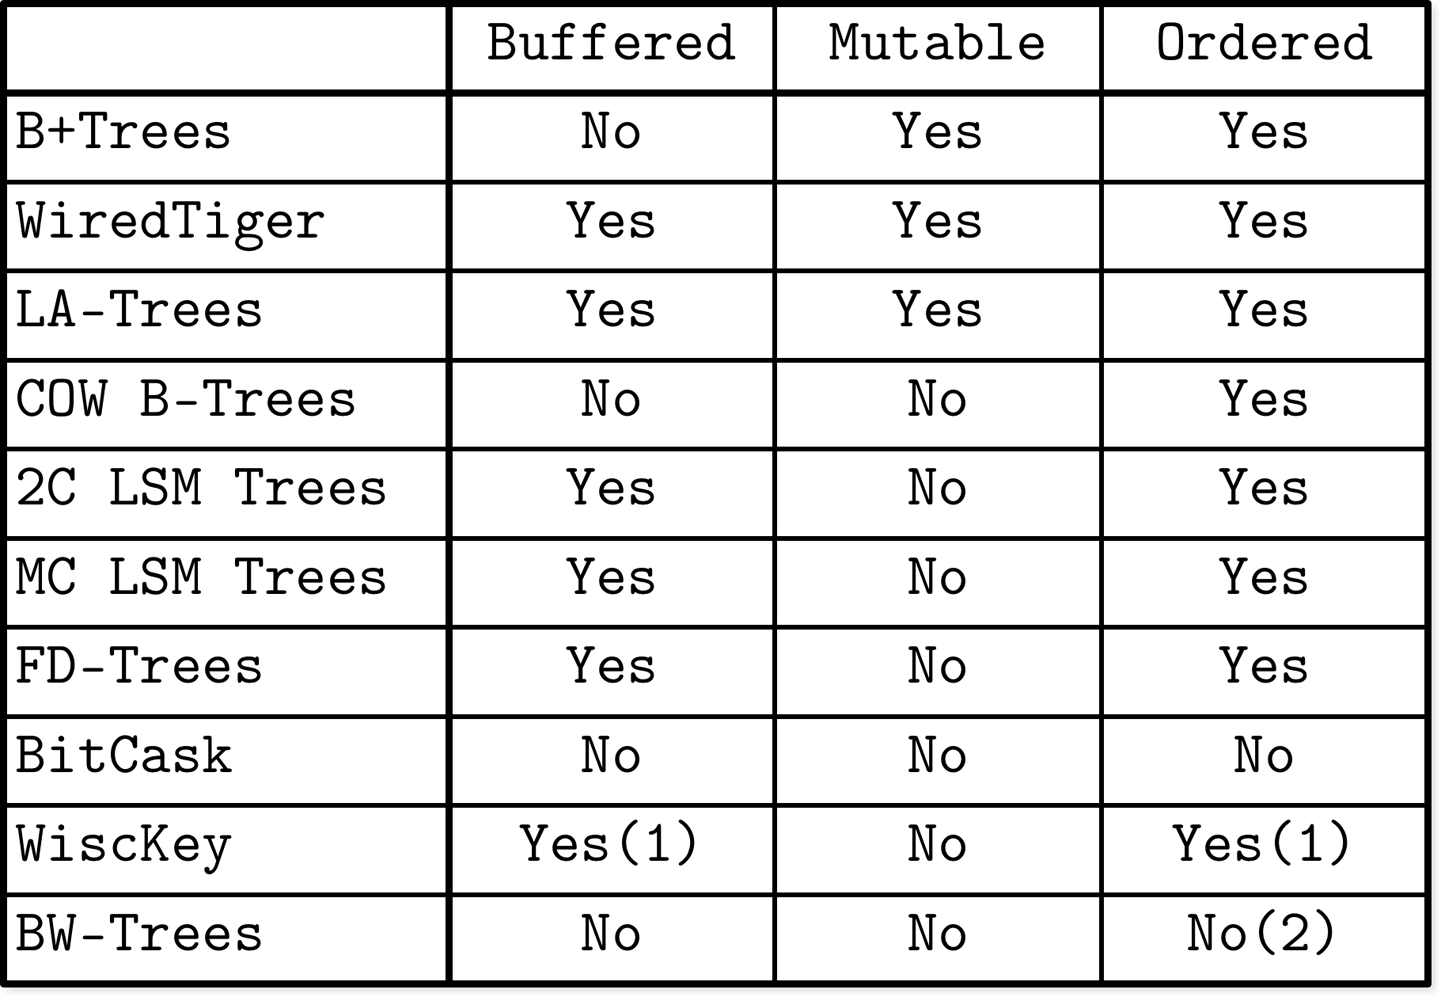 Buffered Mutable Ordered
B+Trees No Yes Yes
WiredTiger Yes Yes Yes
LA-Trees Yes Yes Yes
COW B-Trees No No Yes
2C LSM Trees Yes No Yes
MC LSM Trees Yes No Yes
FD-Trees Yes No Yes
BitCask No No No
WiscKey Yes(1) No Yes(1)
BW-Trees No No No(2)